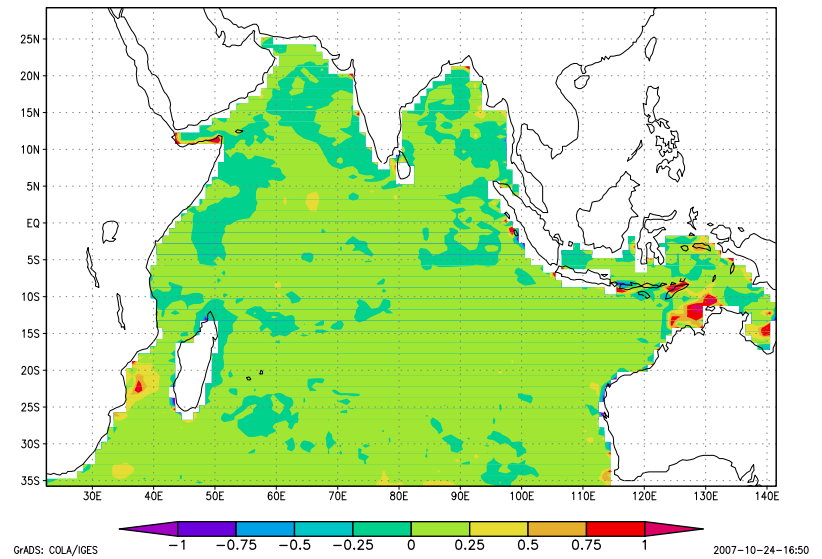 25N
20N
15N
10N
5N
EQ
5S
10S
15S
20S
25S
30S
35S
30E 40E 50E 60E 70E 80E 90E 100E 110E 120E 130E 140E
-1 -0.75 -0.5 -0.25 0 0.25 0.5 0.75 1
GrADS: COLA/IGES 2007-10-24-16:50